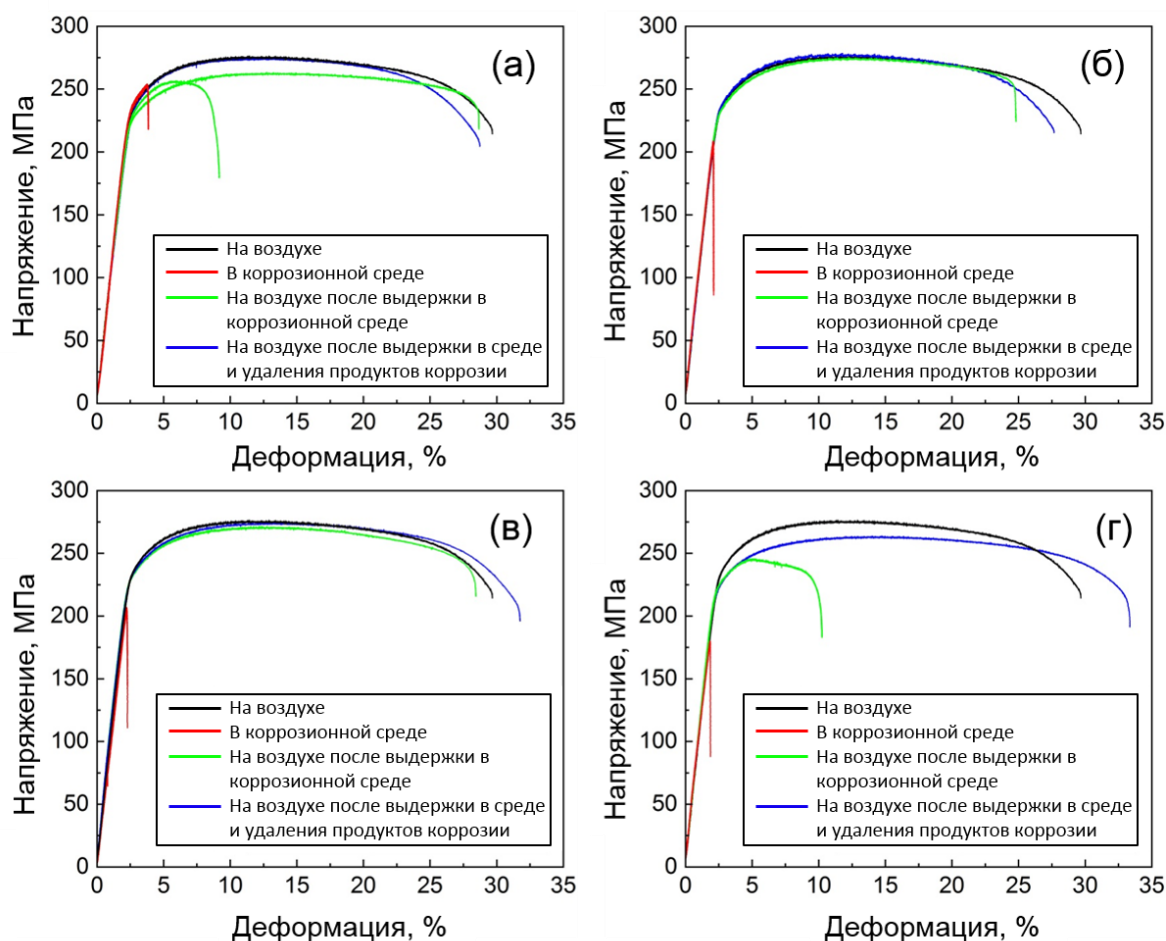 300
250
200
150
100
50
0
Напряжение, МПа
(а)
На воздухе
В коррозионной среде
На воздухе после выдержки в
коррозионной среде
На воздухе после выдержки в среде
и удаления продуктов коррозии
0 5 10 15 20 25 30 35
Деформация, %
300
250
200
150
100
50
0
Напряжение, МПа
(б)
На воздухе
В коррозионной среде
На воздухе после выдержки в
коррозионной среде
На воздухе после выдержки в среде
и удаления продуктов коррозии
0 5 10 15 20 25 30 35
Деформация, %
300
250
200
150
100
50
0
Напряжение, МПа
(в)
На воздухе
В коррозионной среде
На воздухе после выдержки в
коррозионной среде
На воздухе после выдержки в среде
и удаления продуктов коррозии
0 5 10 15 20 25 30 35
Деформация, %
300
250
200
150
100
50
0
Напряжение, МПа
(г)
На воздухе
В коррозионной среде
На воздухе после выдержки в
коррозионной среде
На воздухе после выдержки в среде
и удаления продуктов коррозии
0 5 10 15 20 25 30 35
Деформация, %